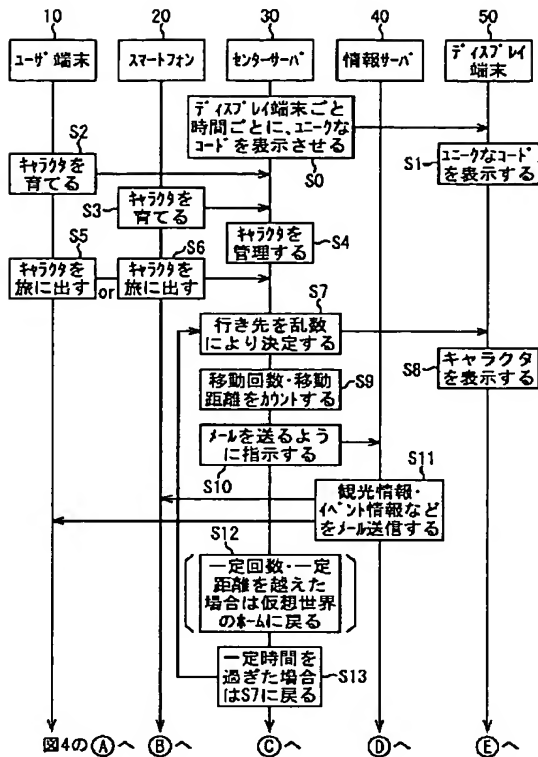 10
20
30
40
50
ユーザ端末
スマートフォン
センターサーバ
情報サーバ
ディスプレイ
端末
ディスプレイ端末ごと
時間ごとに、ユニークな
コードを表示させる
S0
S1
ユニークなコード
を表示する
S2
キャラクタを
育てる
S3
キャラクタを
育てる
キャラクタを
管理する
S4
S5
キャラクタを
旅に出す
or
S6
キャラクタを
旅に出す
S7
行き先を乱数
により決定する
S8
キャラクタ
を表示する
移動回数・移動
距離をカウントする
S9
メールを送るよう
に指示する
S10
S11
観光情報・
イベント情報など
をメール送信する
S12
一定回数・一定
距離を越えた
場合は仮想世界
のホームに戻る
一定時間を
過ぎた場合
はS7に戻る
S13
図4のⒶへ
Ⓑへ
Ⓒへ
Ⓓへ
Ⓔへ